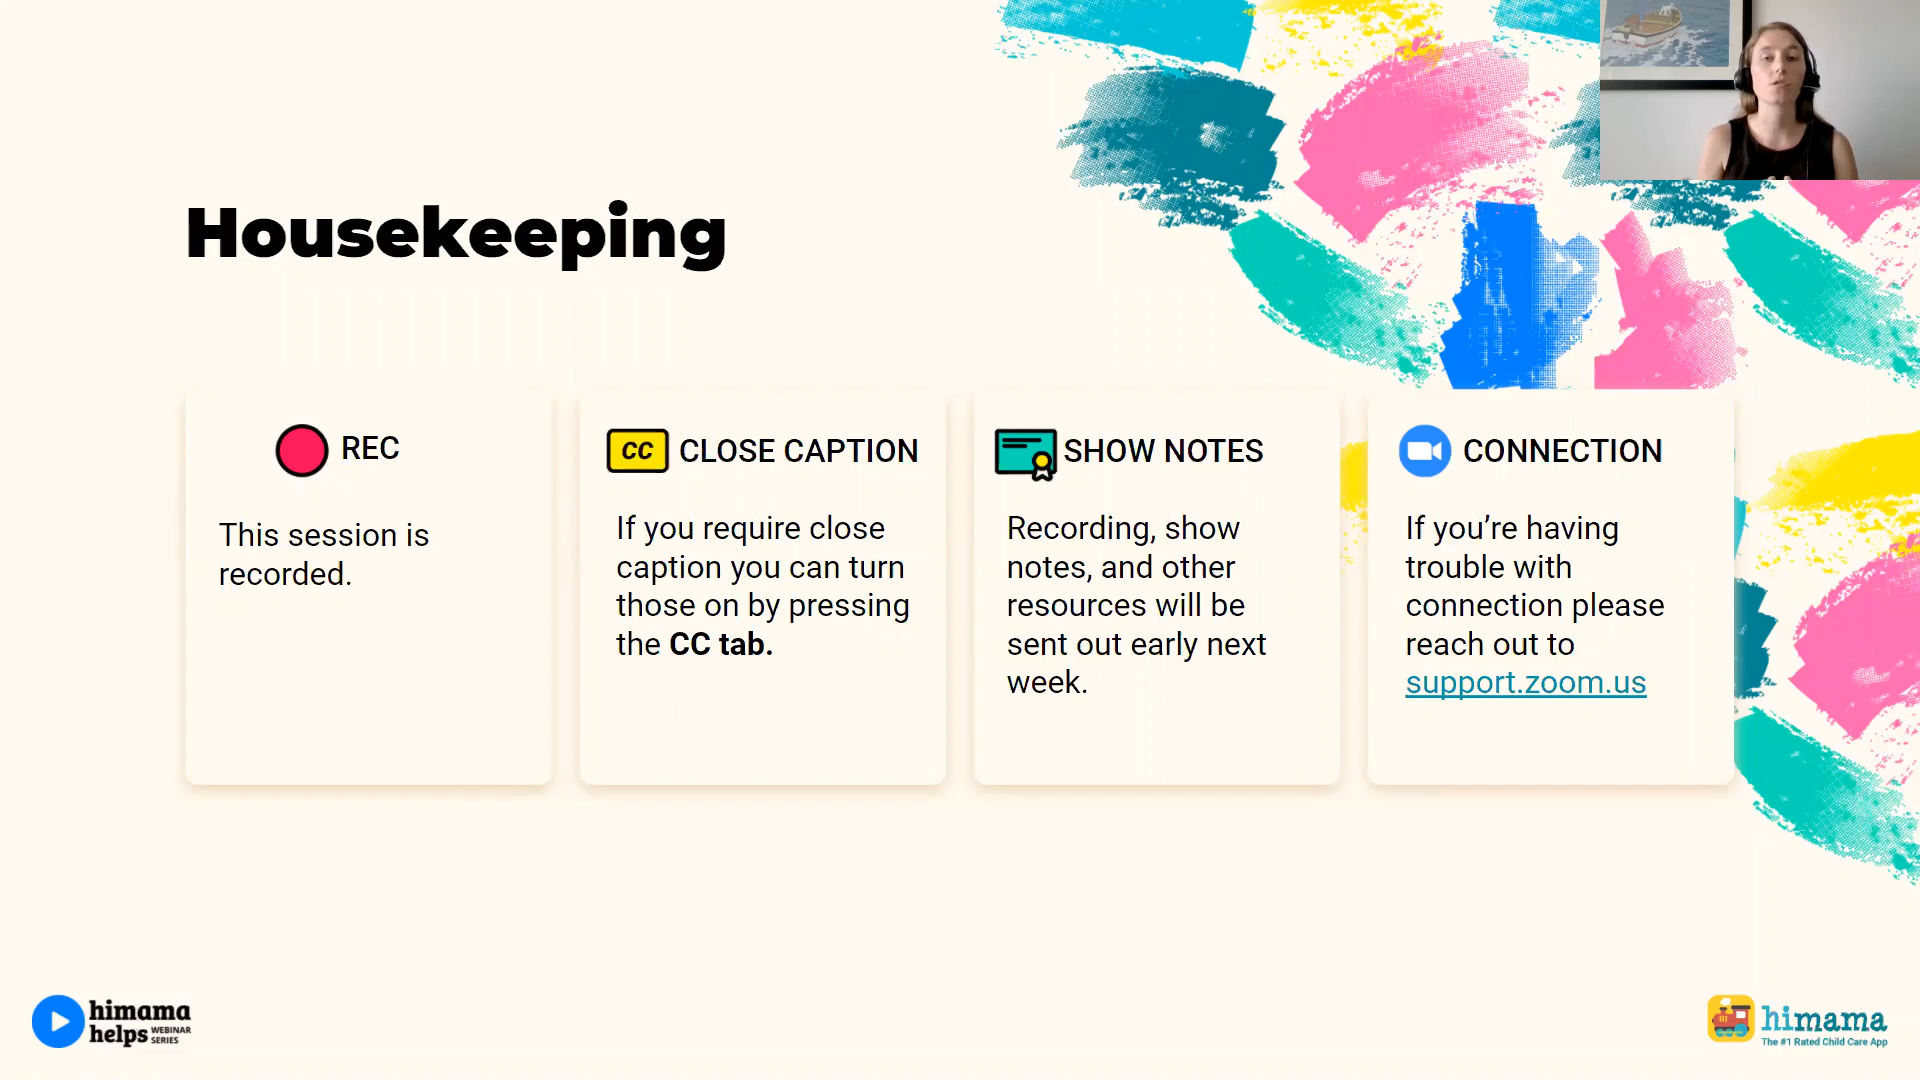 Housekeeping
REC
This session is
recorded.
CC
CLOSE CAPTION
If you require close
caption you can turn
those on by pressing
the CC tab.
SHOW NOTES
Recording, show
notes, and other
resources will be
sent out early next
week.
CONNECTION
If you’re having
trouble with
connection please
reach out to
support.zoom.us
himama
helps WEBINAR
SERIES
himama
The #1 Rated Child Care App